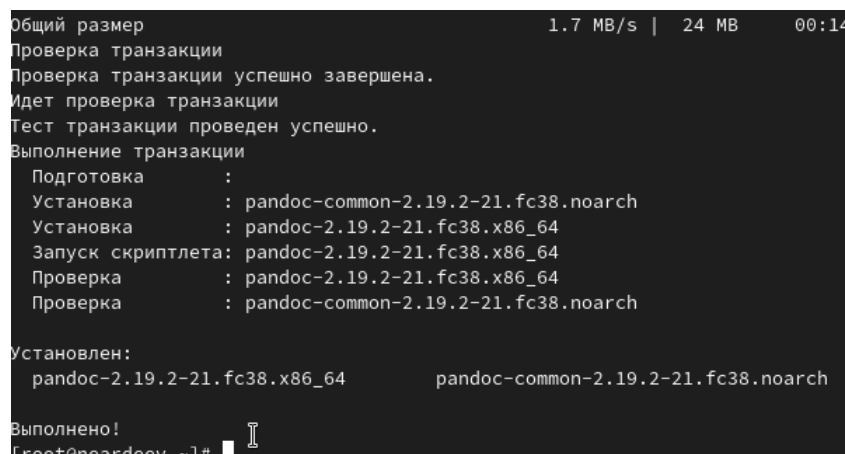 Общий размер 1.7 MB/s | 24 MB 00:14
Проверка транзакции
Проверка транзакции успешно завершена.
Идет проверка транзакции
Тест транзакции проведен успешно.
Выполнение транзакции
Подготовка :
Установка : pandoc-common-2.19.2-21.fc38.noarch
Установка : pandoc-2.19.2-21.fc38.x86_64
Запуск скриптлета: pandoc-2.19.2-21.fc38.x86_64
Проверка : pandoc-2.19.2-21.fc38.x86_64
Проверка : pandoc-common-2.19.2-21.fc38.noarch
Установлен:
pandoc-2.19.2-21.fc38.x86_64 pandoc-common-2.19.2-21.fc38.noarch
Выполнено!